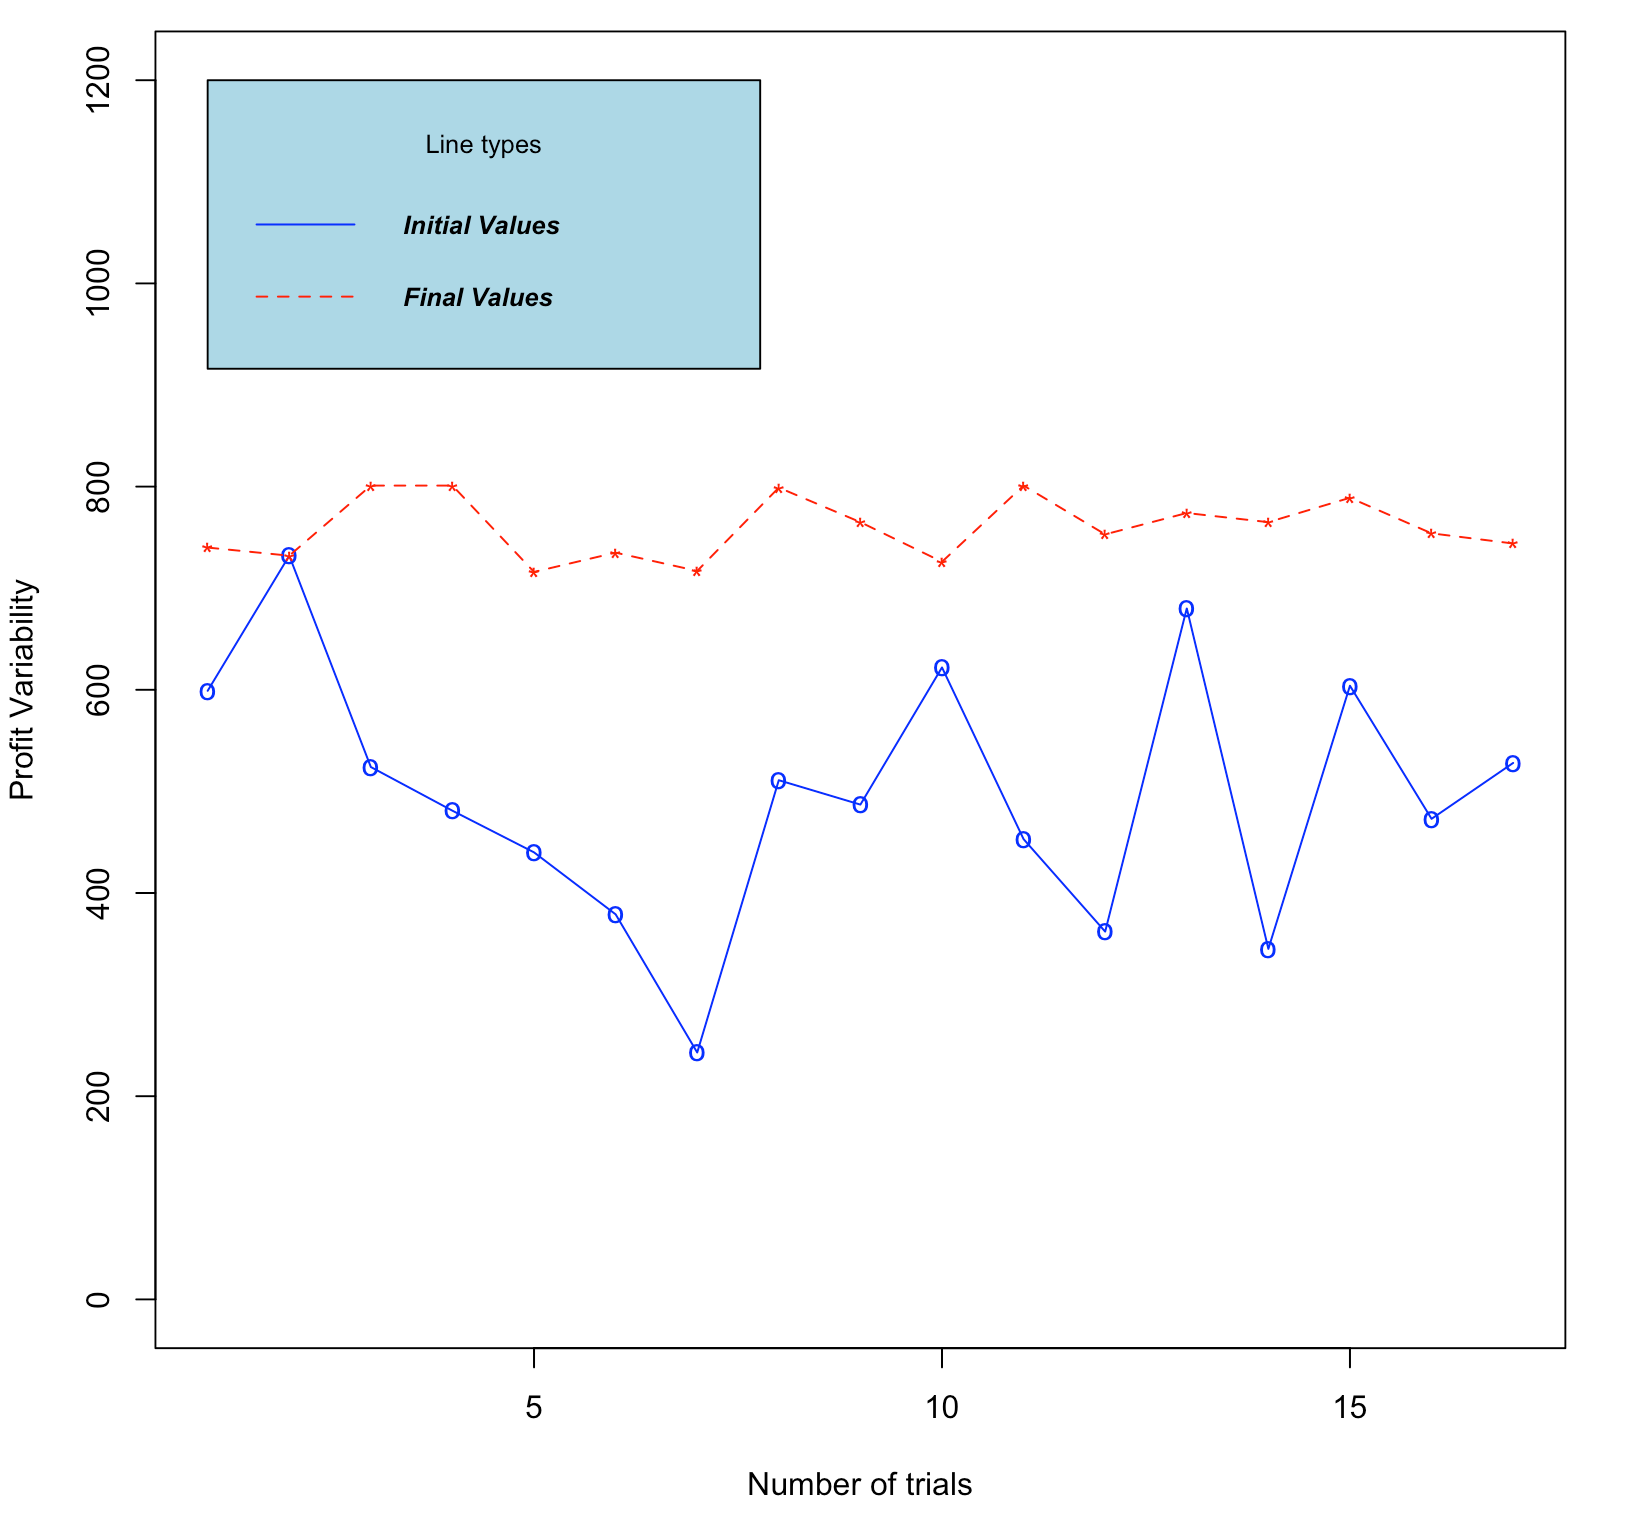 1200
1000
800
600
400
200
0
Profit Variability
Line types
Initial Values
Final Values
5
10
15
Number of trials